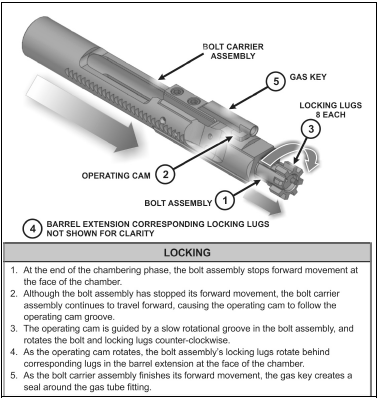 BOLT CARRIER
ASSEMBLY
5 GAS KEY
LOCKING LUGS
8 EACH
3
OPERATING CAM 2
BOLT ASSEMBLY 1
4 BARREL EXTENSION CORRESPONDING LOCKING LUGS
NOT SHOWN FOR CLARITY
LOCKING
1. At the end of the chambering phase, the bolt assembly stops forward movement at
the face of the chamber.
2. Although the bolt assembly has stopped its forward movement, the bolt carrier
assembly continues to travel forward, causing the operating cam to follow the
operating cam groove.
3. The operating cam is guided by a slow rotational groove in the bolt assembly, and
rotates the bolt and locking lugs counter-clockwise.
4. As the operating cam rotates, the bolt assembly's locking lugs rotate behind
corresponding lugs in the barrel extension at the face of the chamber.
5. As the bolt carrier assembly finishes its forward movement, the gas key creates a
seal around the gas tube fitting.